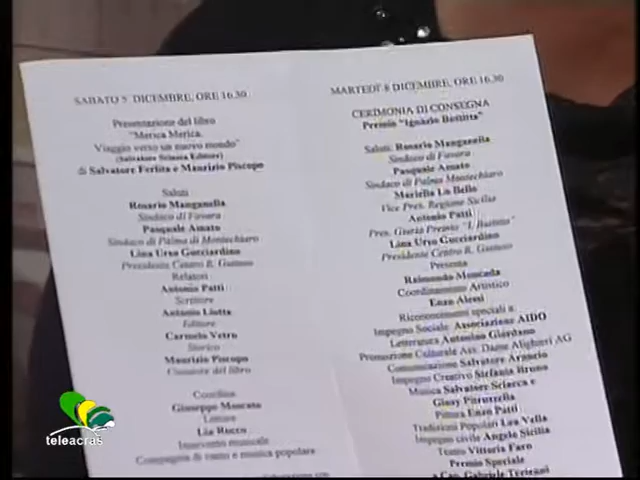 SABATO 5 DICEMBRE, ORE 16.30
Presentazione del libro
"Merica Merica.
Viaggio verso un nuovo mondo"
(Salvatore Sciascia Editore)
di Salvatore Ferlita e Maurizio Piscopo
Saluti
Rosario Manganella
Sindaco di Favara
Pasquale Amato
Sindaco di Palma di Montechiaro
Lina Urso Gucciardino
Presidente Centro R. Guttuso
Relatori
Antonio Patti
Scrittore
Antonio Liotta
Editore
Carmelo Vetro
Storico
Maurizio Piscopo
Coautore del libro
Coordina
Giuseppe Moscato
Letture
Lia Rocco
Intervento musicale
Compagnia di canto e musica popolare
MARTEDÌ 8 DICEMBRE, ORE 16.30
CERIMONIA DI CONSEGNA
Premio "Ignazio Buttitta"
Saluti: Rosario Manganella
Sindaco di Favara
Pasquale Amato
Sindaco di Palma Montechiaro
Mariella Lo Bello
Vice Pres. Regione Sicilia
Antonio Patti
Pres. Giuria Premio "I. Buttitta"
Lina Urso Gucciardino
Presidente Centro R. Guttuso
Presenta
Raimondo Moncada
Coordinamento Artistico
Enzo Alessi
Riconoscimenti speciali a:
Impegno Sociale Associazione AIDO
Letteratura Antonino Giordano
Promozione Culturale Ass. Dante Alighieri AG
Comunicazione Salvatore Arancio
Impegno Creativo Stefania Bruno
Musica Salvatore Sciacca e
Giusy Pitruzzella
Pittura Enzo Patti
Tradizioni Popolari Lea Vella
Impegno civile Angelo Sicilia
Teatro Vittoria Faro
Premio Speciale
a Can. Gabriele Terrani
teleacras